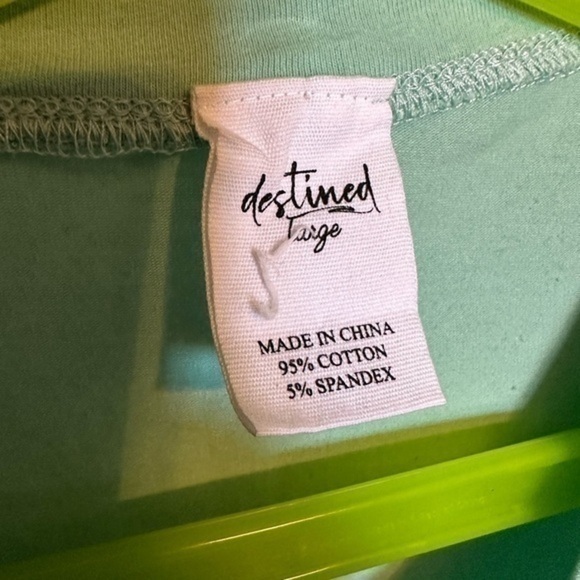 destined
large
MADE IN CHINA
95% COTTON
5% SPANDEX